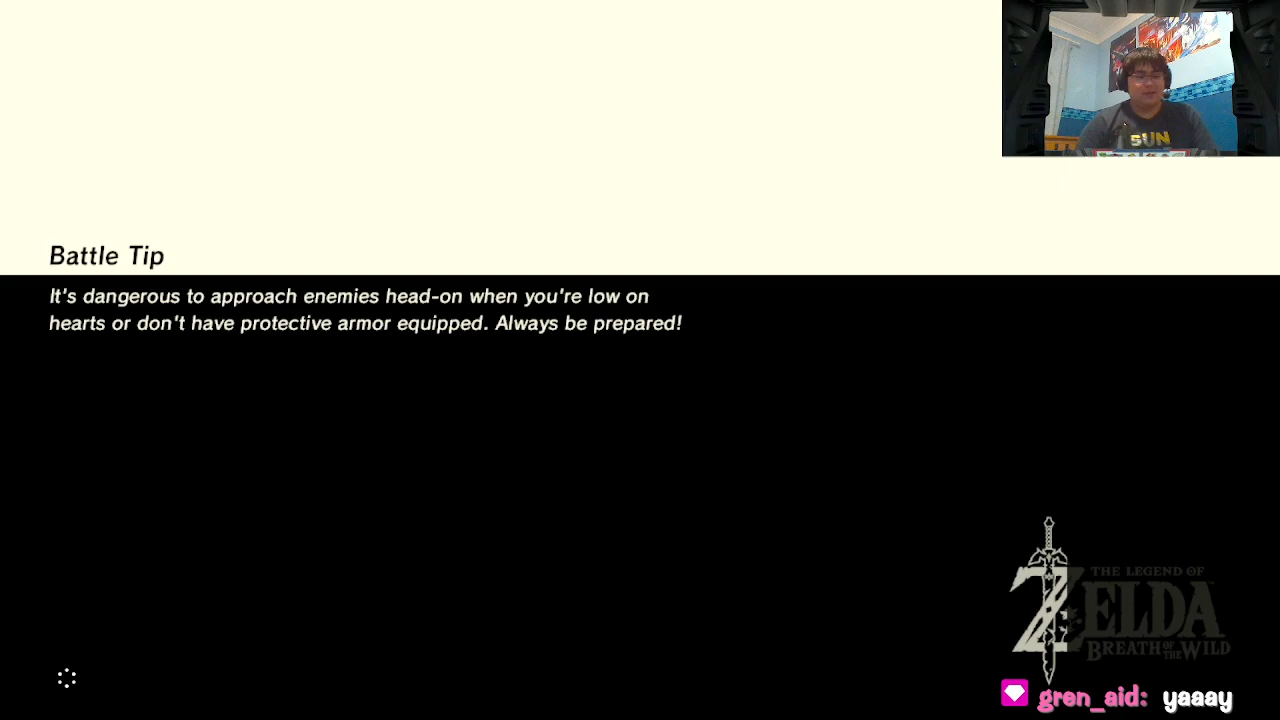 SUN
Battle Tip
It's dangerous to approach enemies head-on when you're low on
hearts or don't have protective armor equipped. Always be prepared!
THE LEGEND OF
ZELDA
BREATH OF THE WILD
gren_aid: yaaay